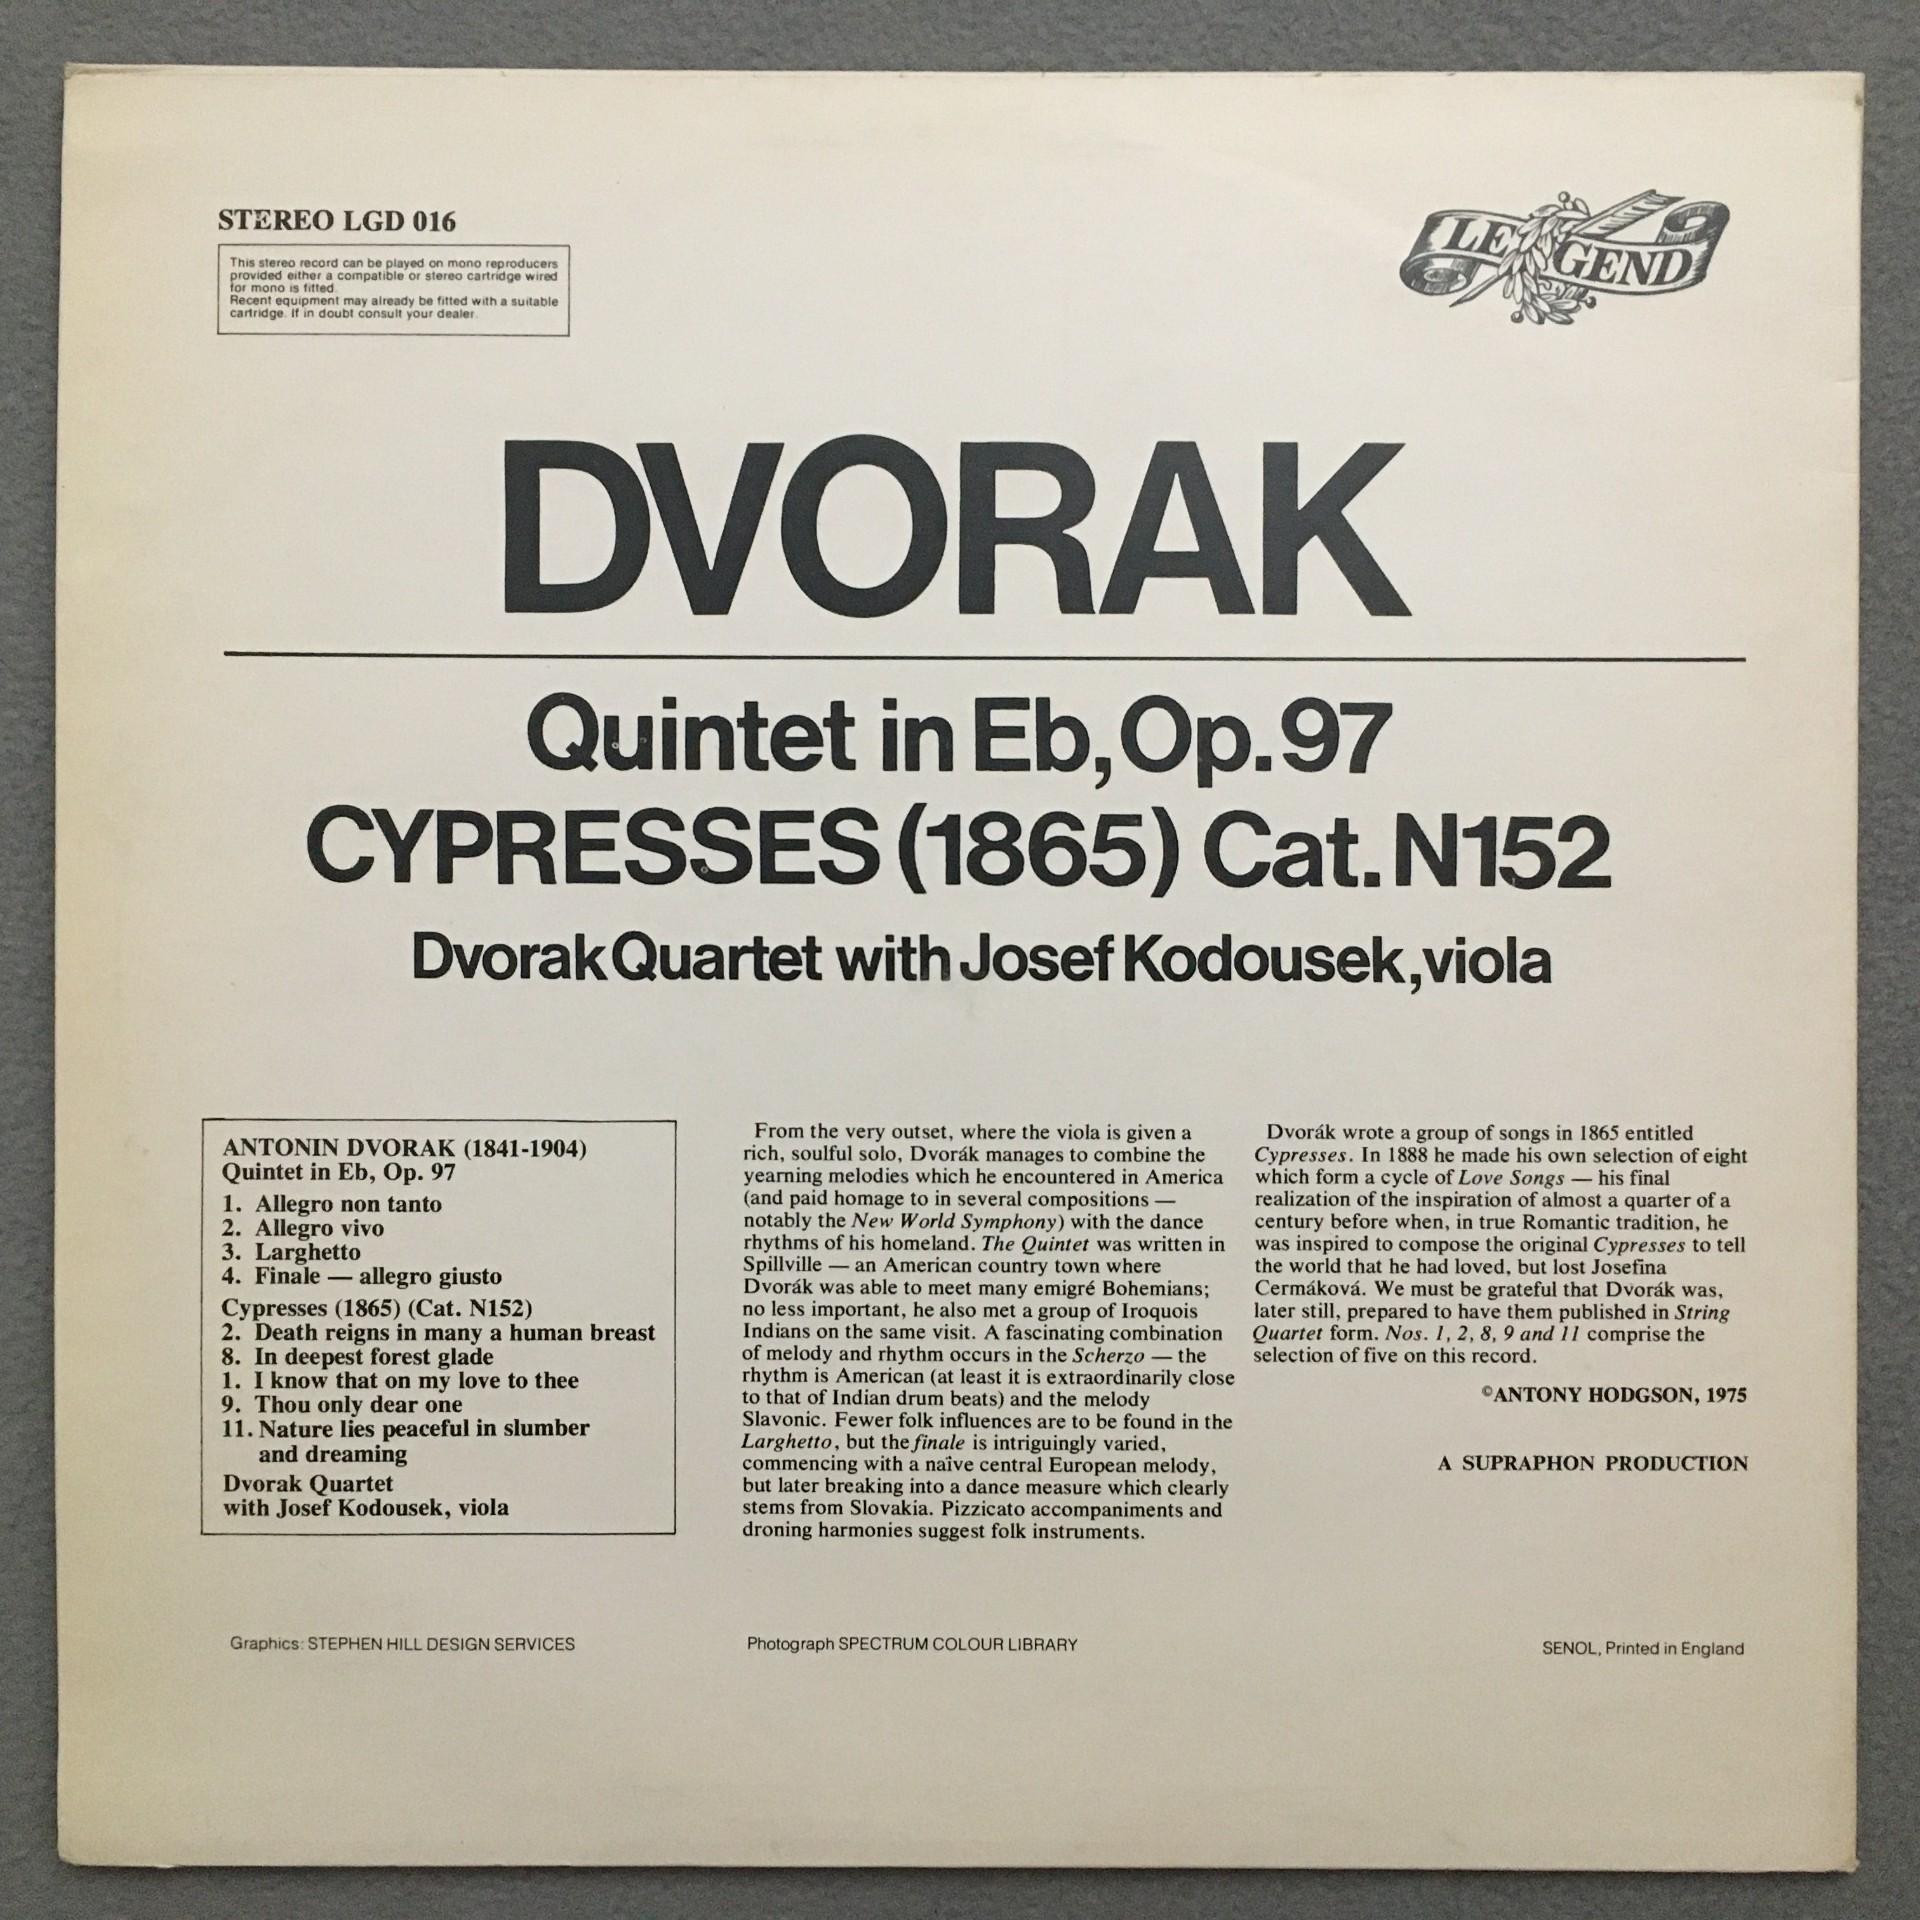 STEREO LGD 016
This stereo record can be played on mono reproducers
provided either a compatible or stereo cartridge wired
for mono is fitted.
Recent equipment may already be fitted with a suitable
cartridge. If in doubt consult your dealer.
LEGEND
DVORAK
Quintet in Eb, Op. 97
CYPRESSES (1865) Cat. N152
Dvorak Quartet with Josef Kodousek, viola
ANTONIN DVORAK (1841-1904)
Quintet in Eb, Op. 97
1. Allegro non tanto
2. Allegro vivo
3. Larghetto
4. Finale — allegro giusto
Cypresses (1865) (Cat. N152)
2. Death reigns in many a human breast
8. In deepest forest glade
1. I know that on my love to thee
9. Thou only dear one
11. Nature lies peaceful in slumber
and dreaming
Dvorak Quartet
with Josef Kodousek, viola
From the very outset, where the viola is given a
rich, soulful solo, Dvorák manages to combine the
yearning melodies which he encountered in America
(and paid homage to in several compositions —
notably the New World Symphony) with the dance
rhythms of his homeland. The Quintet was written in
Spillville — an American country town where
Dvorák was able to meet many emigré Bohemians;
no less important, he also met a group of Iroquois
Indians on the same visit. A fascinating combination
of melody and rhythm occurs in the Scherzo — the
rhythm is American (at least it is extraordinarily close
to that of Indian drum beats) and the melody
Slavonic. Fewer folk influences are to be found in the
Larghetto, but the finale is intriguingly varied,
commencing with a naïve central European melody,
but later breaking into a dance measure which clearly
stems from Slovakia. Pizzicato accompaniments and
droning harmonies suggest folk instruments.
Dvorák wrote a group of songs in 1865 entitled
Cypresses. In 1888 he made his own selection of eight
which form a cycle of Love Songs — his final
realization of the inspiration of almost a quarter of a
century before when, in true Romantic tradition, he
was inspired to compose the original Cypresses to tell
the world that he had loved, but lost Josefina
Cermáková. We must be grateful that Dvorák was,
later still, prepared to have them published in String
Quartet form. Nos. 1, 2, 8, 9 and 11 comprise the
selection of five on this record.
©ANTONY HODGSON, 1975
A SUPRAPHON PRODUCTION
Graphics: STEPHEN HILL DESIGN SERVICES
Photograph SPECTRUM COLOUR LIBRARY
SENOL, Printed in England